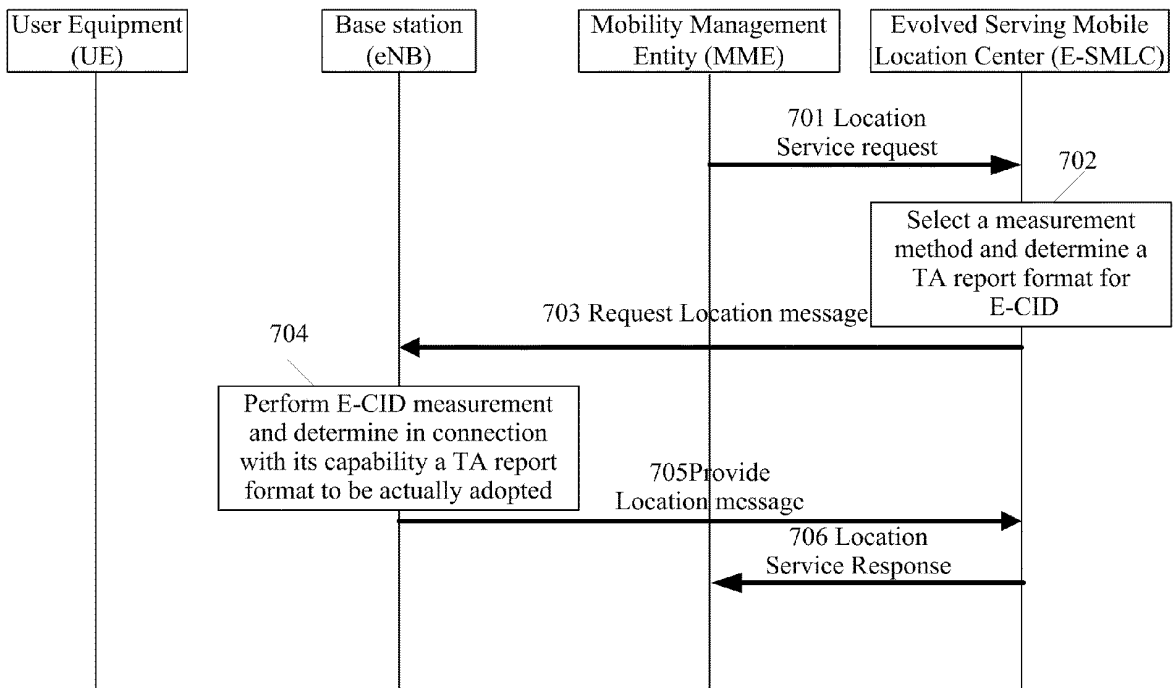 User Equipment
(UE)
Base station
(eNB)
Mobility Management
Entity (MME)
Evolved Serving Mobile
Location Center (E-SMLC)
701 Location
Service request
702
Select a measurement
method and determine a
TA report format for
E-CID
703 Request Location message
704
Perform E-CID measurement
and determine in connection
with its capability a TA report
format to be actually adopted
705Provide
Location message
706 Location
Service Response